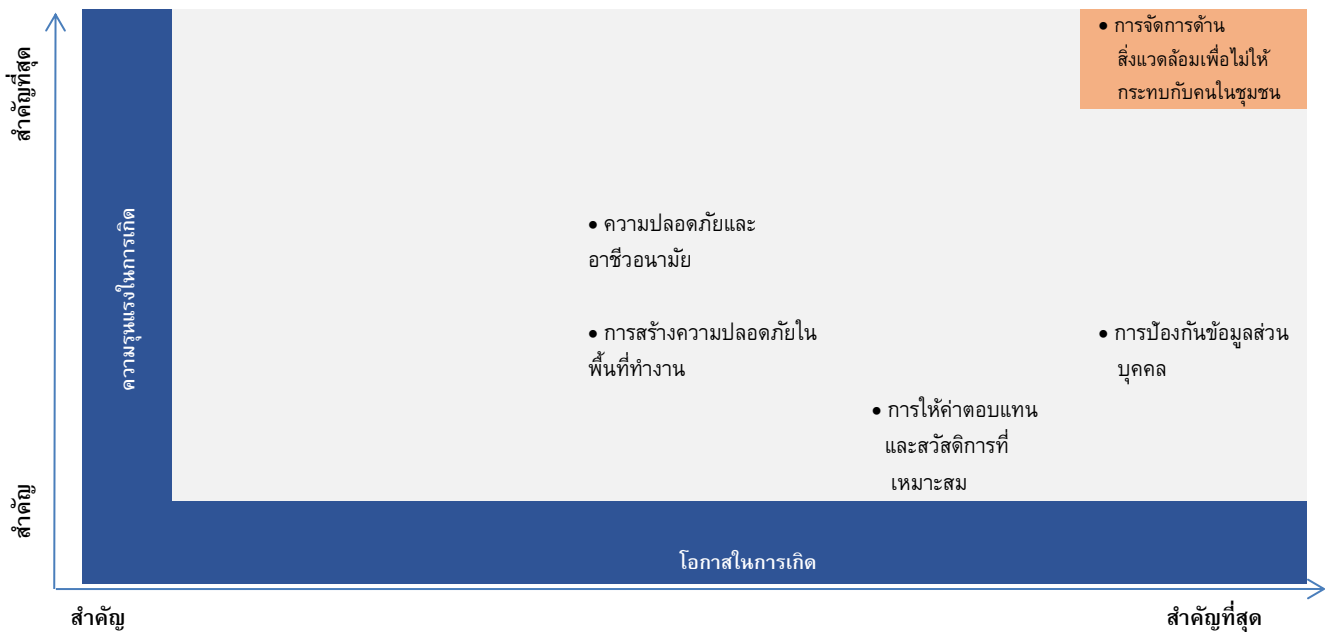 สำคัญที่สุด
• การจัดการด้าน
สิ่งแวดล้อมเพื่อไม่ให้
กระทบกับคนในชุมชน
ความรุนแรงในการเกิด
• ความปลอดภัยและ
อาชีวอนามัย
• การสร้างความปลอดภัยใน
พื้นที่ทำงาน
• การป้องกันข้อมูลส่วน
บุคคล
• การให้ค่าตอบแทน
และสวัสดิการที่
เหมาะสม
สำคัญ
โอกาสในการเกิด
สำคัญ
สำคัญที่สุด